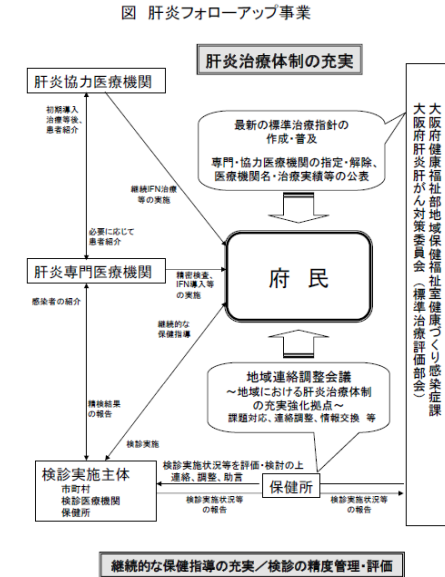 図 肝炎フォローアップ事業
肝炎治療体制の充実
肝炎協力医療機関
初期導入
治療等後、
患者紹介
最新の標準治療指針の
作成・普及
専門・協力医療機関の指定・解除、
医療機関名・治療実績等の公表
大阪府健康福祉部地域保健福祉室健康づくり感染症課
大阪府肝炎肝がん対策委員会（標準治療評価部会）
継続IFN治療
等の実施
必要に応じて
患者紹介
府 民
肝炎専門医療機関
精密検査、
IFN導入等
の実施
感染者の紹介
継続的な
保健指導
地域連絡調整会議
～地域における肝炎治療体制
の充実強化拠点～
課題対応、連絡調整、情報交換 等
精検結果
の報告
検診実施
検診実施主体
市町村
検診医療機関
保健所
検診実施状況等を評価・検討の上
連絡、調整、助言
保健所
検診実施状況等
の報告
検診実施状況等
の報告
継続的な保健指導の充実／検診の精度管理・評価